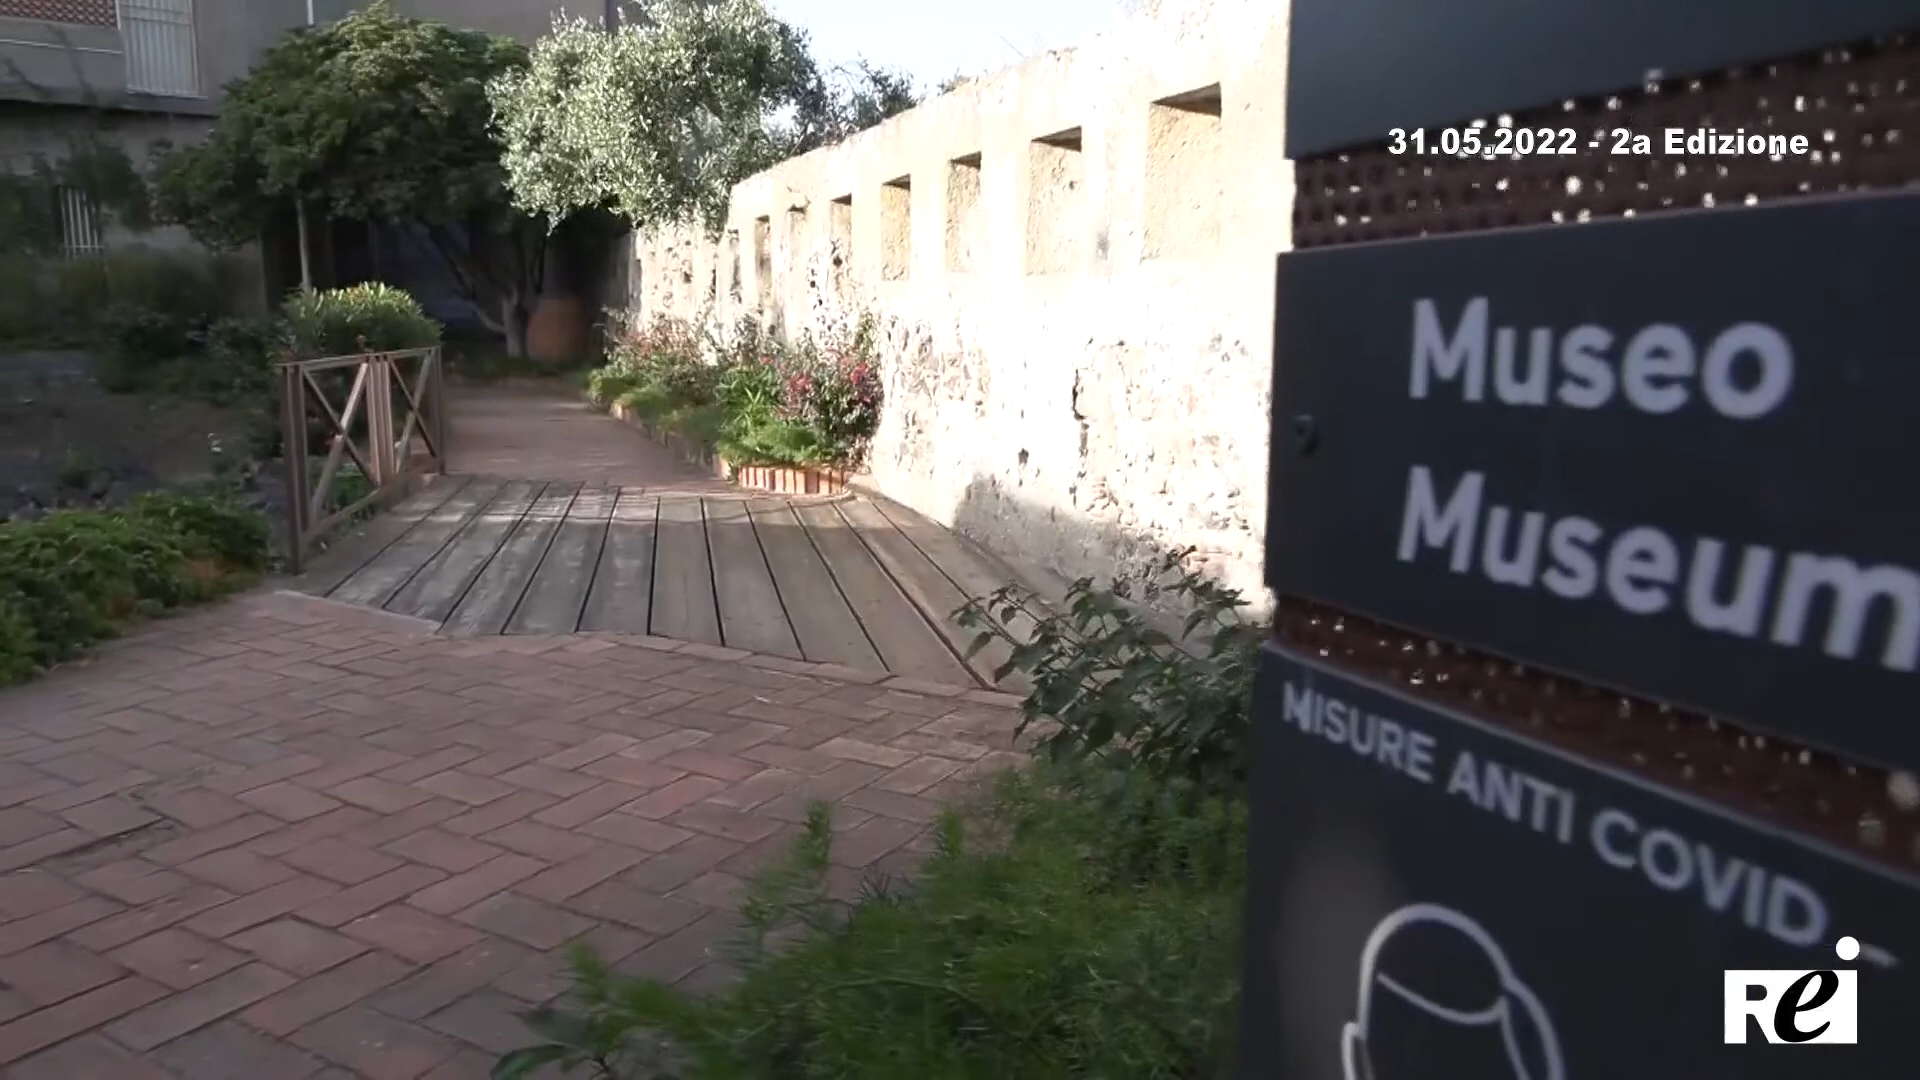 31.05.2022 - 2a Edizione
Museo
Museum
MISURE ANTI COVID
Rei